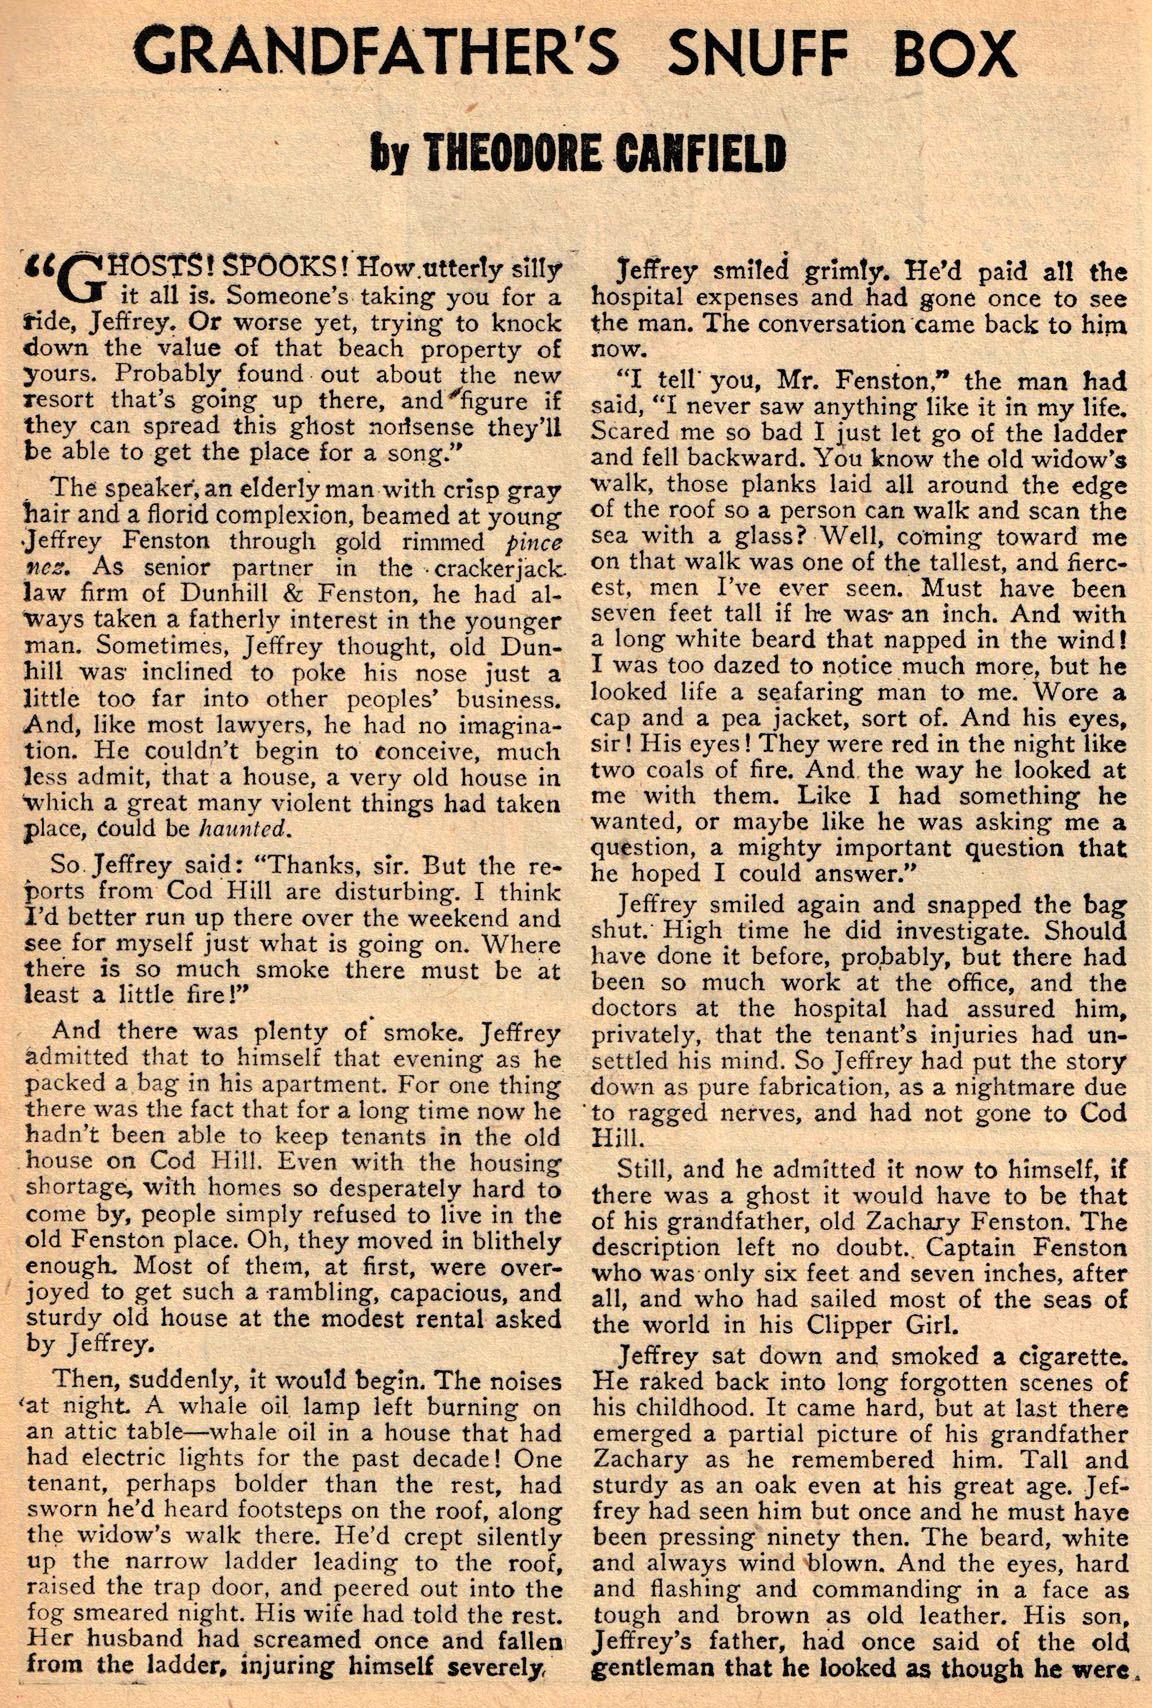 GRANDFATHER'S SNUFF BOX
by THEODORE CANFIELD
"GHOSTS! SPOOKS! How utterly silly
it all is. Someone's taking you for a
ride, Jeffrey. Or worse yet, trying to knock
down the value of that beach property of
yours. Probably found out about the new
resort that's going up there, and figure if
they can spread this ghost nonsense they'll
be able to get the place for a song."
The speaker, an elderly man with crisp gray
hair and a florid complexion, beamed at young
Jeffrey Fenston through gold rimmed pince
nez. As senior partner in the crackerjack
law firm of Dunhill & Fenston, he had al-
ways taken a fatherly interest in the younger
man. Sometimes, Jeffrey thought, old Dun-
hill was inclined to poke his nose just a
little too far into other peoples' business.
And, like most lawyers, he had no imagina-
tion. He couldn't begin to conceive, much
less admit, that a house, a very old house in
which a great many violent things had taken
place, could be haunted.
So Jeffrey said: "Thanks, sir. But the re-
ports from Cod Hill are disturbing. I think
I'd better run up there over the weekend and
see for myself just what is going on. Where
there is so much smoke there must be at
least a little fire!"
And there was plenty of smoke. Jeffrey
admitted that to himself that evening as he
packed a bag in his apartment. For one thing
there was the fact that for a long time now he
hadn't been able to keep tenants in the old
house on Cod Hill. Even with the housing
shortage, with homes so desperately hard to
come by, people simply refused to live in the
old Fenston place. Oh, they moved in blithely
enough. Most of them, at first, were over-
joyed to get such a rambling, capacious, and
sturdy old house at the modest rental asked
by Jeffrey.
Then, suddenly, it would begin. The noises
at night. A whale oil lamp left burning on
an attic table—whale oil in a house that had
had electric lights for the past decade! One
tenant, perhaps bolder than the rest, had
sworn he'd heard footsteps on the roof, along
the widow's walk there. He'd crept silently
up the narrow ladder leading to the roof,
raised the trap door, and peered out into the
fog smeared night. His wife had told the rest.
Her husband had screamed once and fallen
from the ladder, injuring himself severely.
Jeffrey smiled grimly. He'd paid all the
hospital expenses and had gone once to see
the man. The conversation came back to him
now.
"I tell you, Mr. Fenston," the man had
said, "I never saw anything like it in my life.
Scared me so bad I just let go of the ladder
and fell backward. You know the old widow's
walk, those planks laid all around the edge
of the roof so a person can walk and scan the
sea with a glass? Well, coming toward me
on that walk was one of the tallest, and fierc-
est, men I've ever seen. Must have been
seven feet tall if he was an inch. And with
a long white beard that napped in the wind!
I was too dazed to notice much more, but he
looked life a seafaring man to me. Wore a
cap and a pea jacket, sort of. And his eyes,
sir! His eyes! They were red in the night like
two coals of fire. And the way he looked at
me with them. Like I had something he
wanted, or maybe like he was asking me a
question, a mighty important question that
he hoped I could answer."
Jeffrey smiled again and snapped the bag
shut. High time he did investigate. Should
have done it before, probably, but there had
been so much work at the office, and the
doctors at the hospital had assured him,
privately, that the tenant's injuries had un-
settled his mind. So Jeffrey had put the story
down as pure fabrication, as a nightmare due
to ragged nerves, and had not gone to Cod
Hill.
Still, and he admitted it now to himself, if
there was a ghost it would have to be that
of his grandfather, old Zachary Fenston. The
description left no doubt. Captain Fenston
who was only six feet and seven inches, after
all, and who had sailed most of the seas of
the world in his Clipper Girl.
Jeffrey sat down and smoked a cigarette.
He raked back into long forgotten scenes of
his childhood. It came hard, but at last there
emerged a partial picture of his grandfather
Zachary as he remembered him. Tall and
sturdy as an oak even at his great age. Jef-
frey had seen him but once and he must have
been pressing ninety then. The beard, white
and always wind blown. And the eyes, hard
and flashing and commanding in a face as
tough and brown as old leather. His son,
Jeffrey's father, had once said of the old
gentleman that he looked as though he were